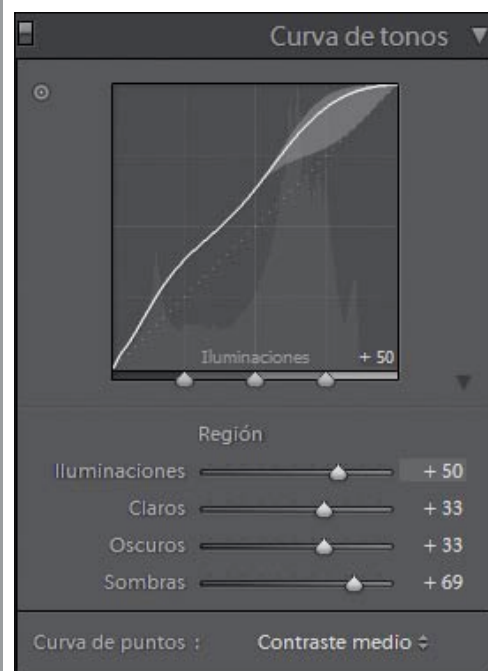 Curva de tonos
Iluminaciones + 50
Región
Iluminaciones + 50
Claros + 33
Oscuros + 33
Sombras + 69
Curva de puntos : Contraste medio